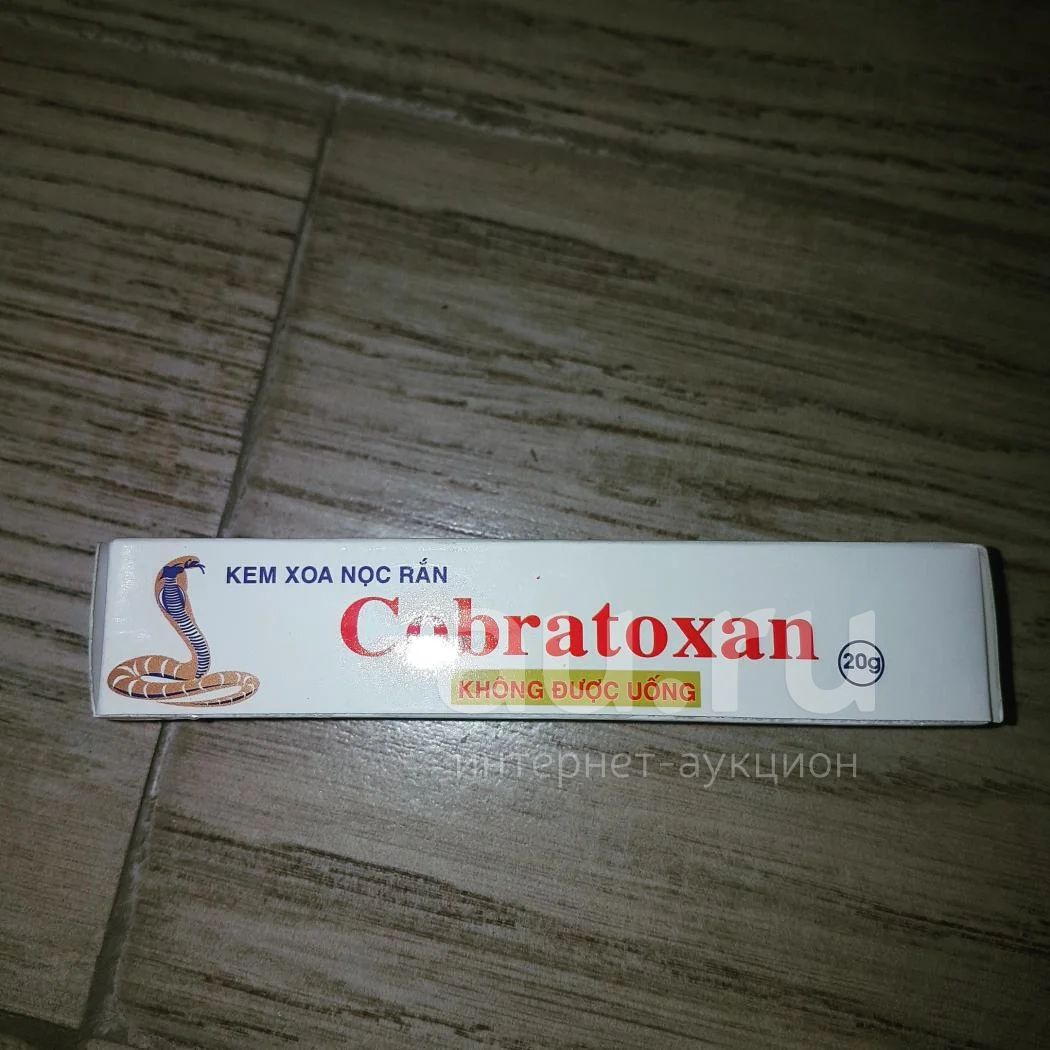 KEM XOA NỌC RẮN
Cobratoxan
20g
KHÔNG ĐƯỢC UỐNG
au.ru
интернет-аукцион